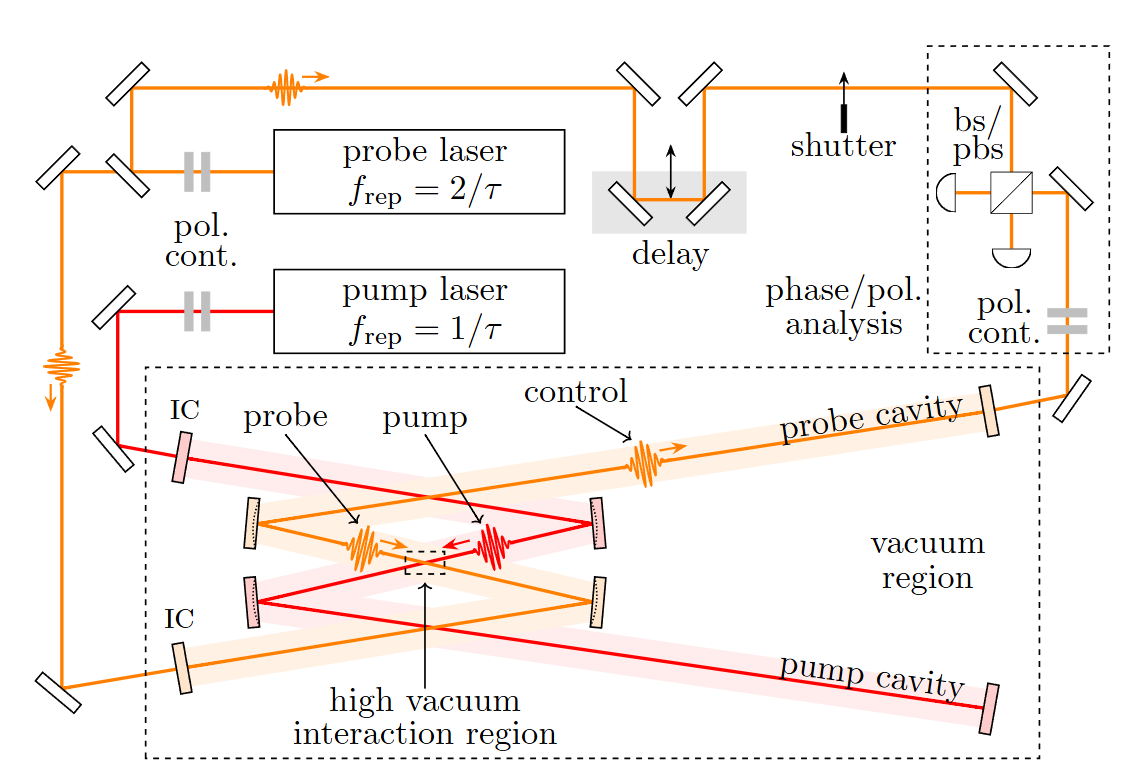 probe laser
f_rep = 2/τ
pol.
cont.
pump laser
f_rep = 1/τ
delay
shutter
bs/
pbs
phase/pol.
analysis
pol.
cont.
IC
probe
pump
control
probe cavity
vacuum
region
IC
pump cavity
high vacuum
interaction region